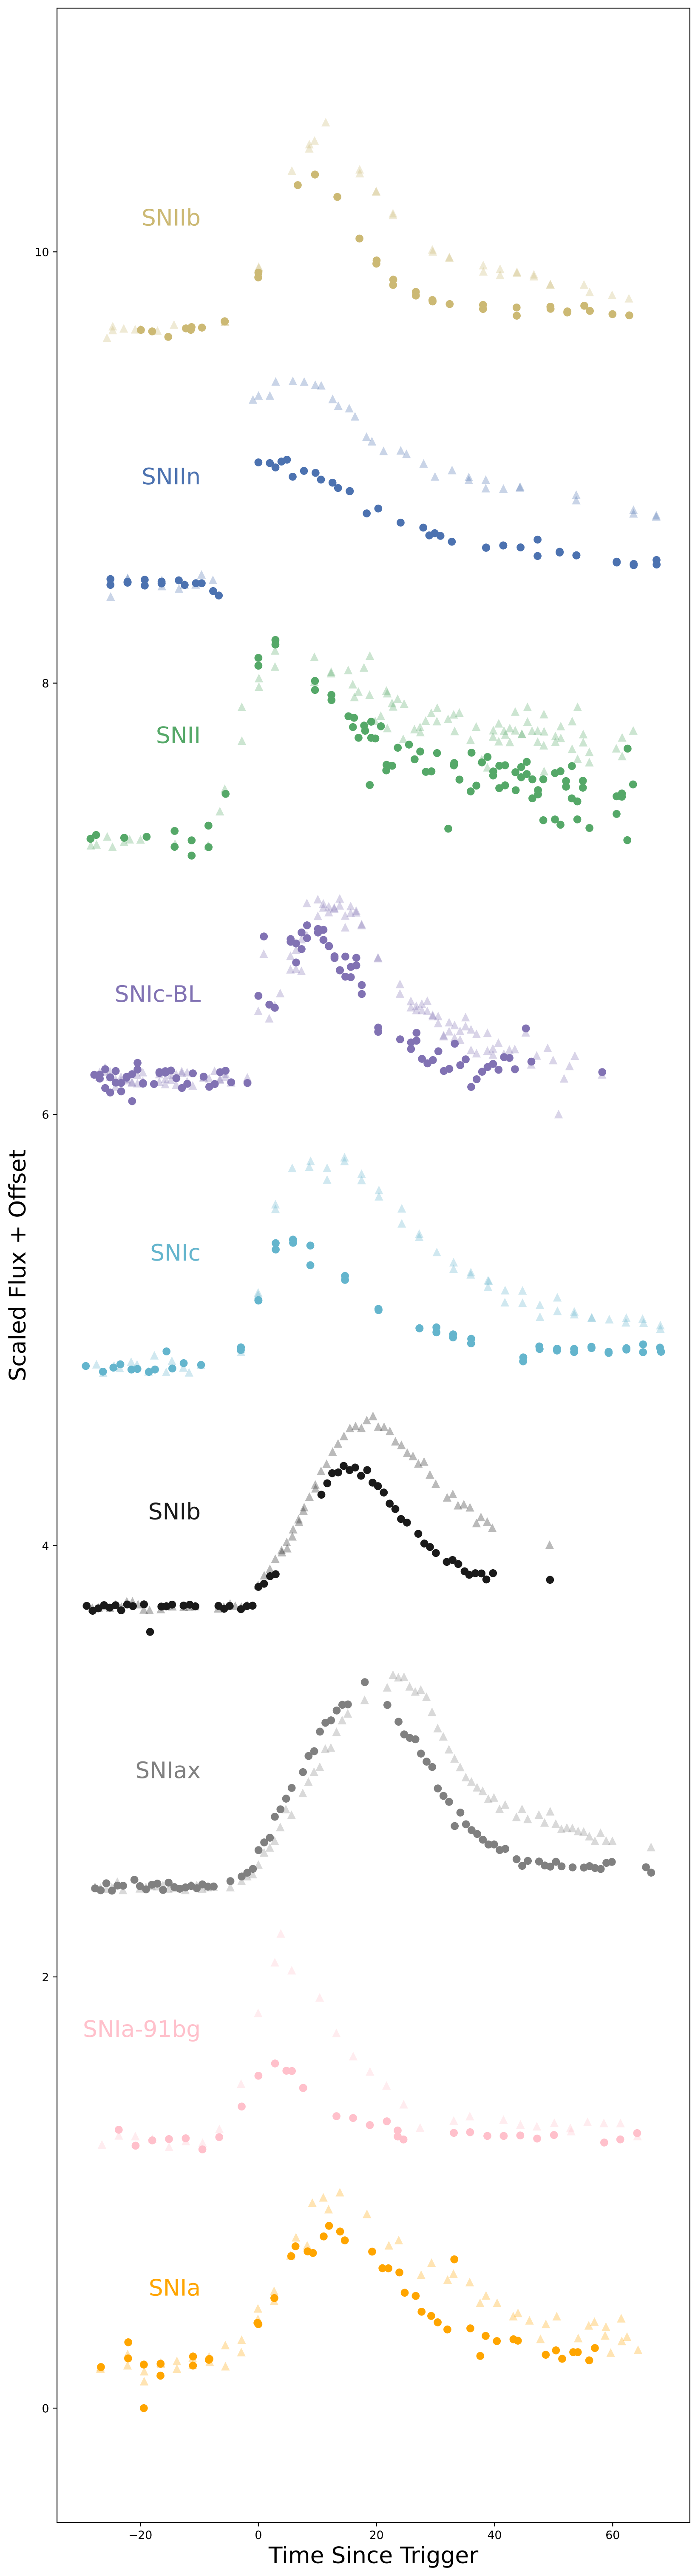 SNIIb
10
SNIIn
SNII
8
SNIc-BL
6
Scaled Flux + Offset
SNIc
SNIb
4
SNIax
2
SNIa-91bg
SNIa
0
−20 0 20 40 60
Time Since Trigger